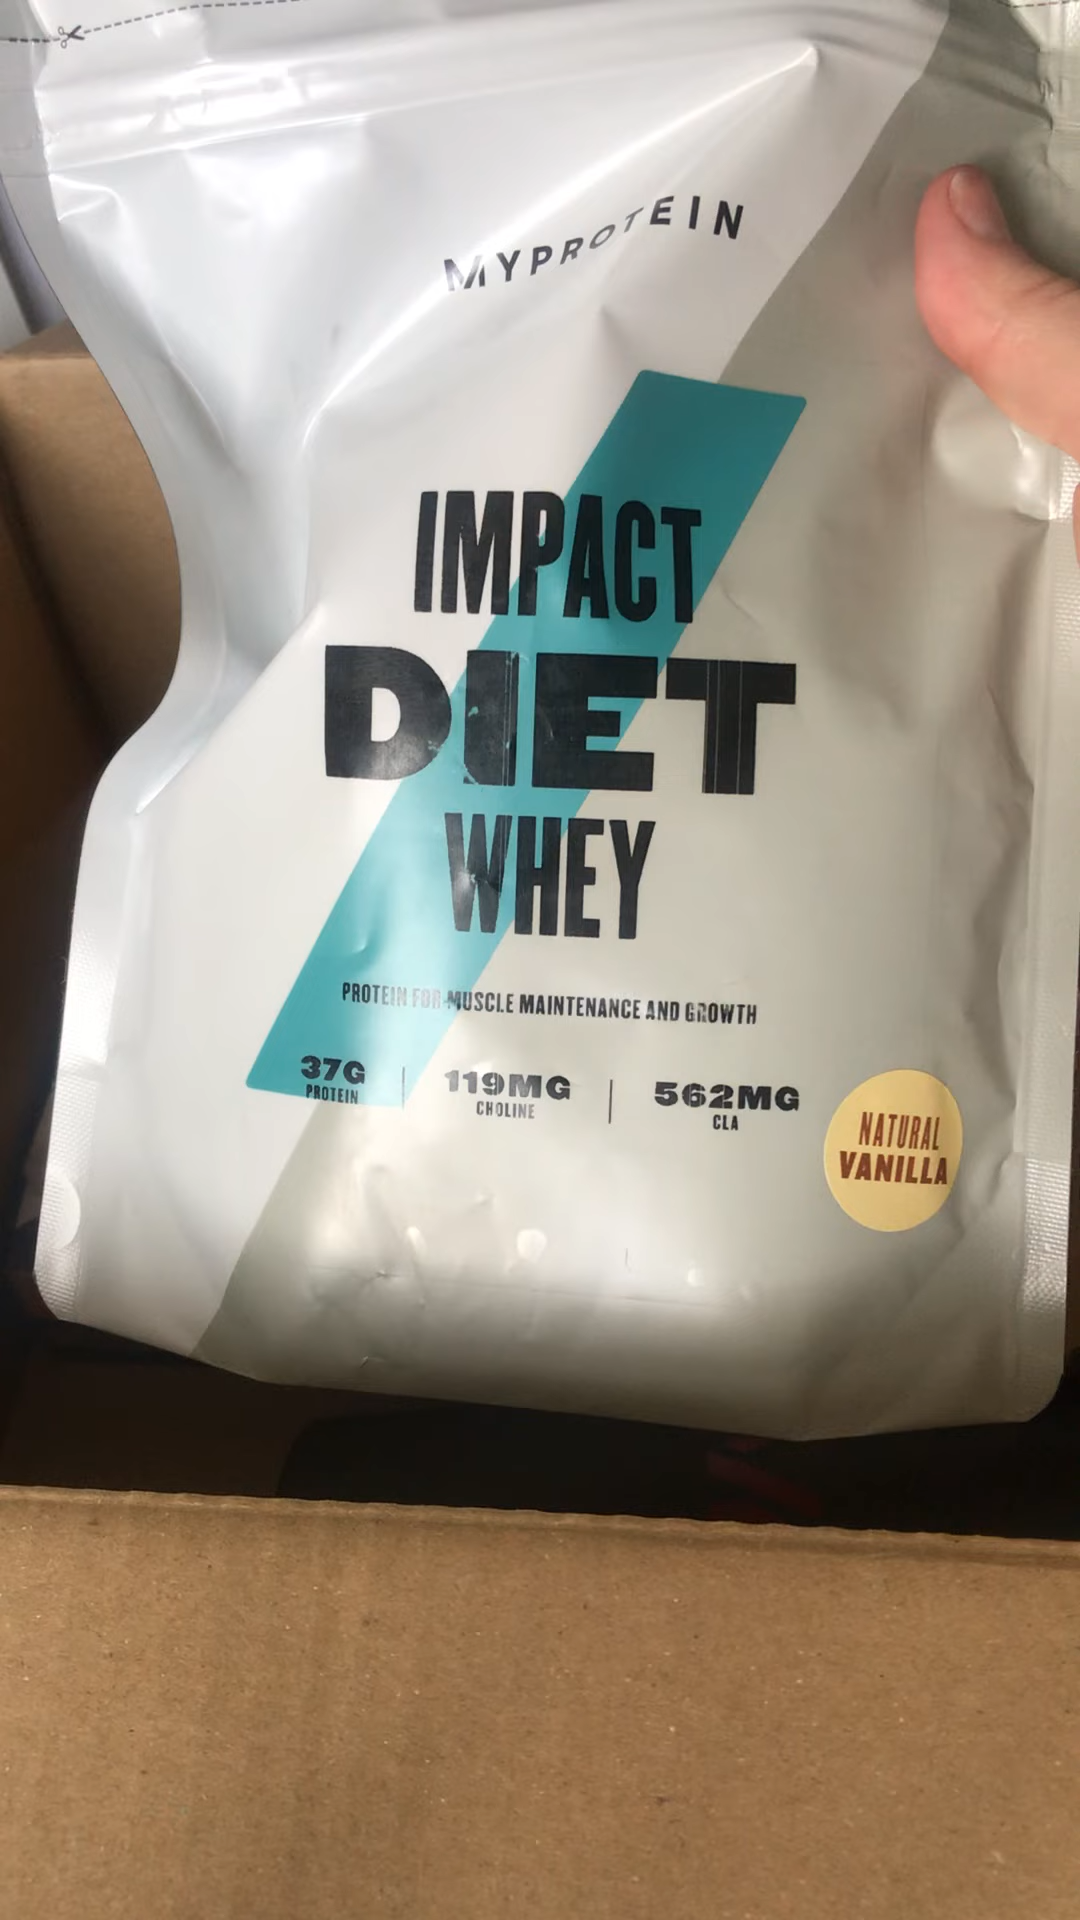 MYPROTEIN
IMPACT
DIET
WHEY
PROTEIN FOR MUSCLE MAINTENANCE AND GROWTH
37G
PROTEIN
119MG
CHOLINE
562MG
CLA
NATURAL
VANILLA